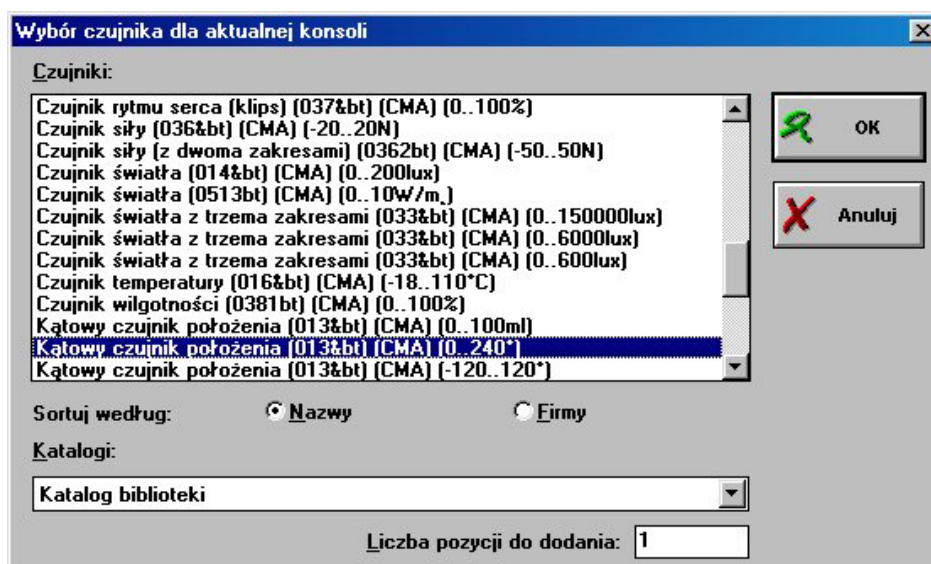 Wybór czujnika dla aktualnej konsoli
Czujniki:
Czujnik rytmu serca (klips) (037&bt) (CMA) (0..100%)
Czujnik siły (036&bt) (CMA) (-20..20N)
Czujnik siły (z dwoma zakresami) (0362bt) (CMA) (-50..50N)
Czujnik światła (014&bt) (CMA) (0..200lux)
Czujnik światła (0513bt) (CMA) (0..10W/m˛)
Czujnik światła z trzema zakresami (033&bt) (CMA) (0..150000lux)
Czujnik światła z trzema zakresami (033&bt) (CMA) (0..6000lux)
Czujnik światła z trzema zakresami (033&bt) (CMA) (0..600lux)
Czujnik temperatury (016&bt) (CMA) (-18..110°C)
Czujnik wilgotności (0381bt) (CMA) (0..100%)
Kątowy czujnik położenia (013&bt) (CMA) (0..100ml)
Kątowy czujnik położenia (013&bt) (CMA) (0..240°)
Kątowy czujnik położenia (013&bt) (CMA) (-120..120°)
OK
Anuluj
Sortuj według: Nazwy Firmy
Katalogi:
Katalog biblioteki
Liczba pozycji do dodania: 1